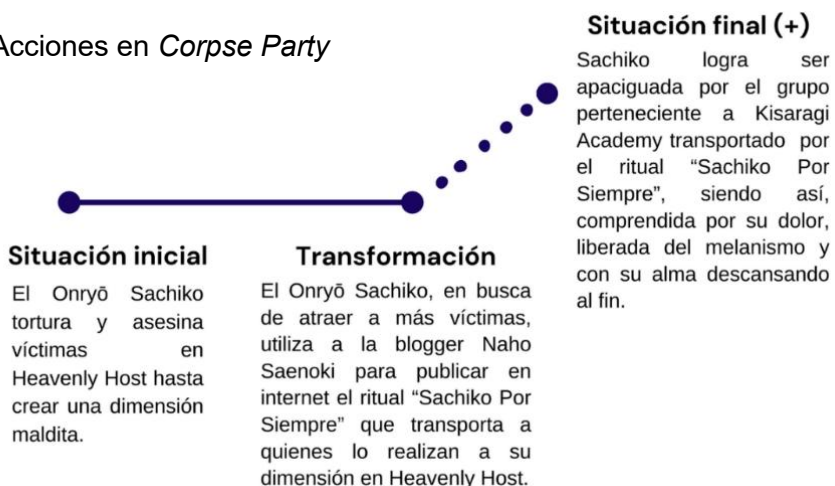 Acciones en Corpse Party
Situación inicial
El Onryō Sachiko
tortura y asesina
víctimas en
Heavenly Host hasta
crear una dimensión
maldita.
Transformación
El Onryō Sachiko, en busca
de atraer a más víctimas,
utiliza a la blogger Naho
Saenoki para publicar en
internet el ritual “Sachiko Por
Siempre” que transporta a
quienes lo realizan a su
dimensión en Heavenly Host.
Situación final (+)
Sachiko logra ser
apaciguada por el grupo
perteneciente a Kisaragi
Academy transportado por
el ritual “Sachiko Por
Siempre”, siendo así,
comprendida por su dolor,
liberada del melanismo y
con su alma descansando
al fin.